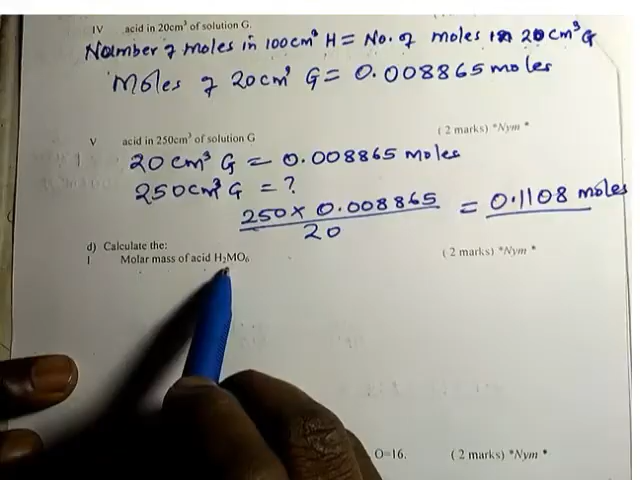 IV acid in 20cm³ of solution G.
Number of moles in 100cm³ H = No. of moles in 20cm³ G
Moles of 20cm³ G = 0.008865 moles
( 2 marks) *Nym *
V acid in 250cm³ of solution G
20cm³ G = 0.008865 moles
250cm³ G = ?
250 x 0.008865 / 20 = 0.1108 moles
d) Calculate the:
I Molar mass of acid H₂MO₆ ( 2 marks) *Nym *
O=16. ( 2 marks) *Nym *